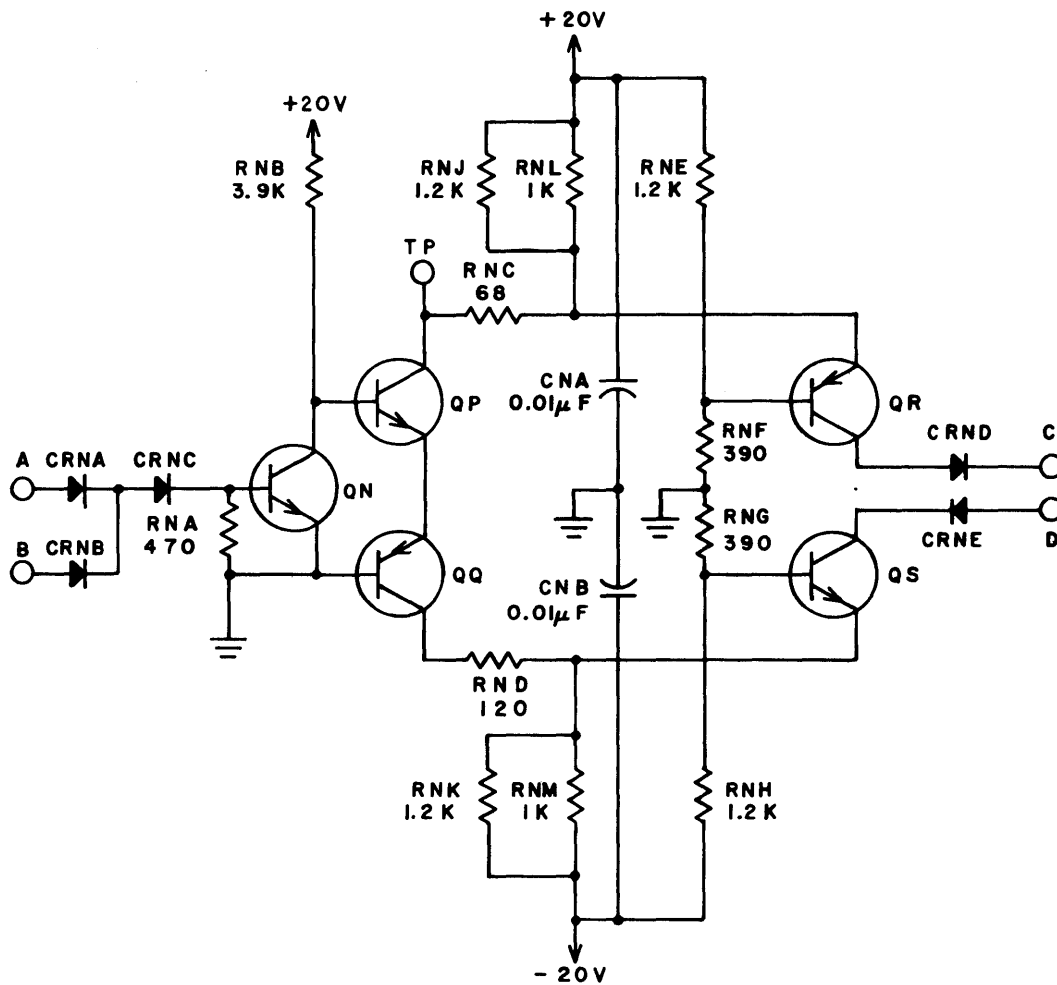 +20V
+20V
RNB
3.9K
RNJ
1.2K
RNL
1K
RNE
1.2K
TP
RNC
68
CNA
0.01μF
QP
QR
A
CRNA
CRNC
QN
RNF
390
CRND
C
RNA
470
B
CRNB
RNG
390
CRNE
D
QQ
CNB
0.01μF
QS
RND
120
RNK
1.2K
RNM
1K
RNH
1.2K
-20V